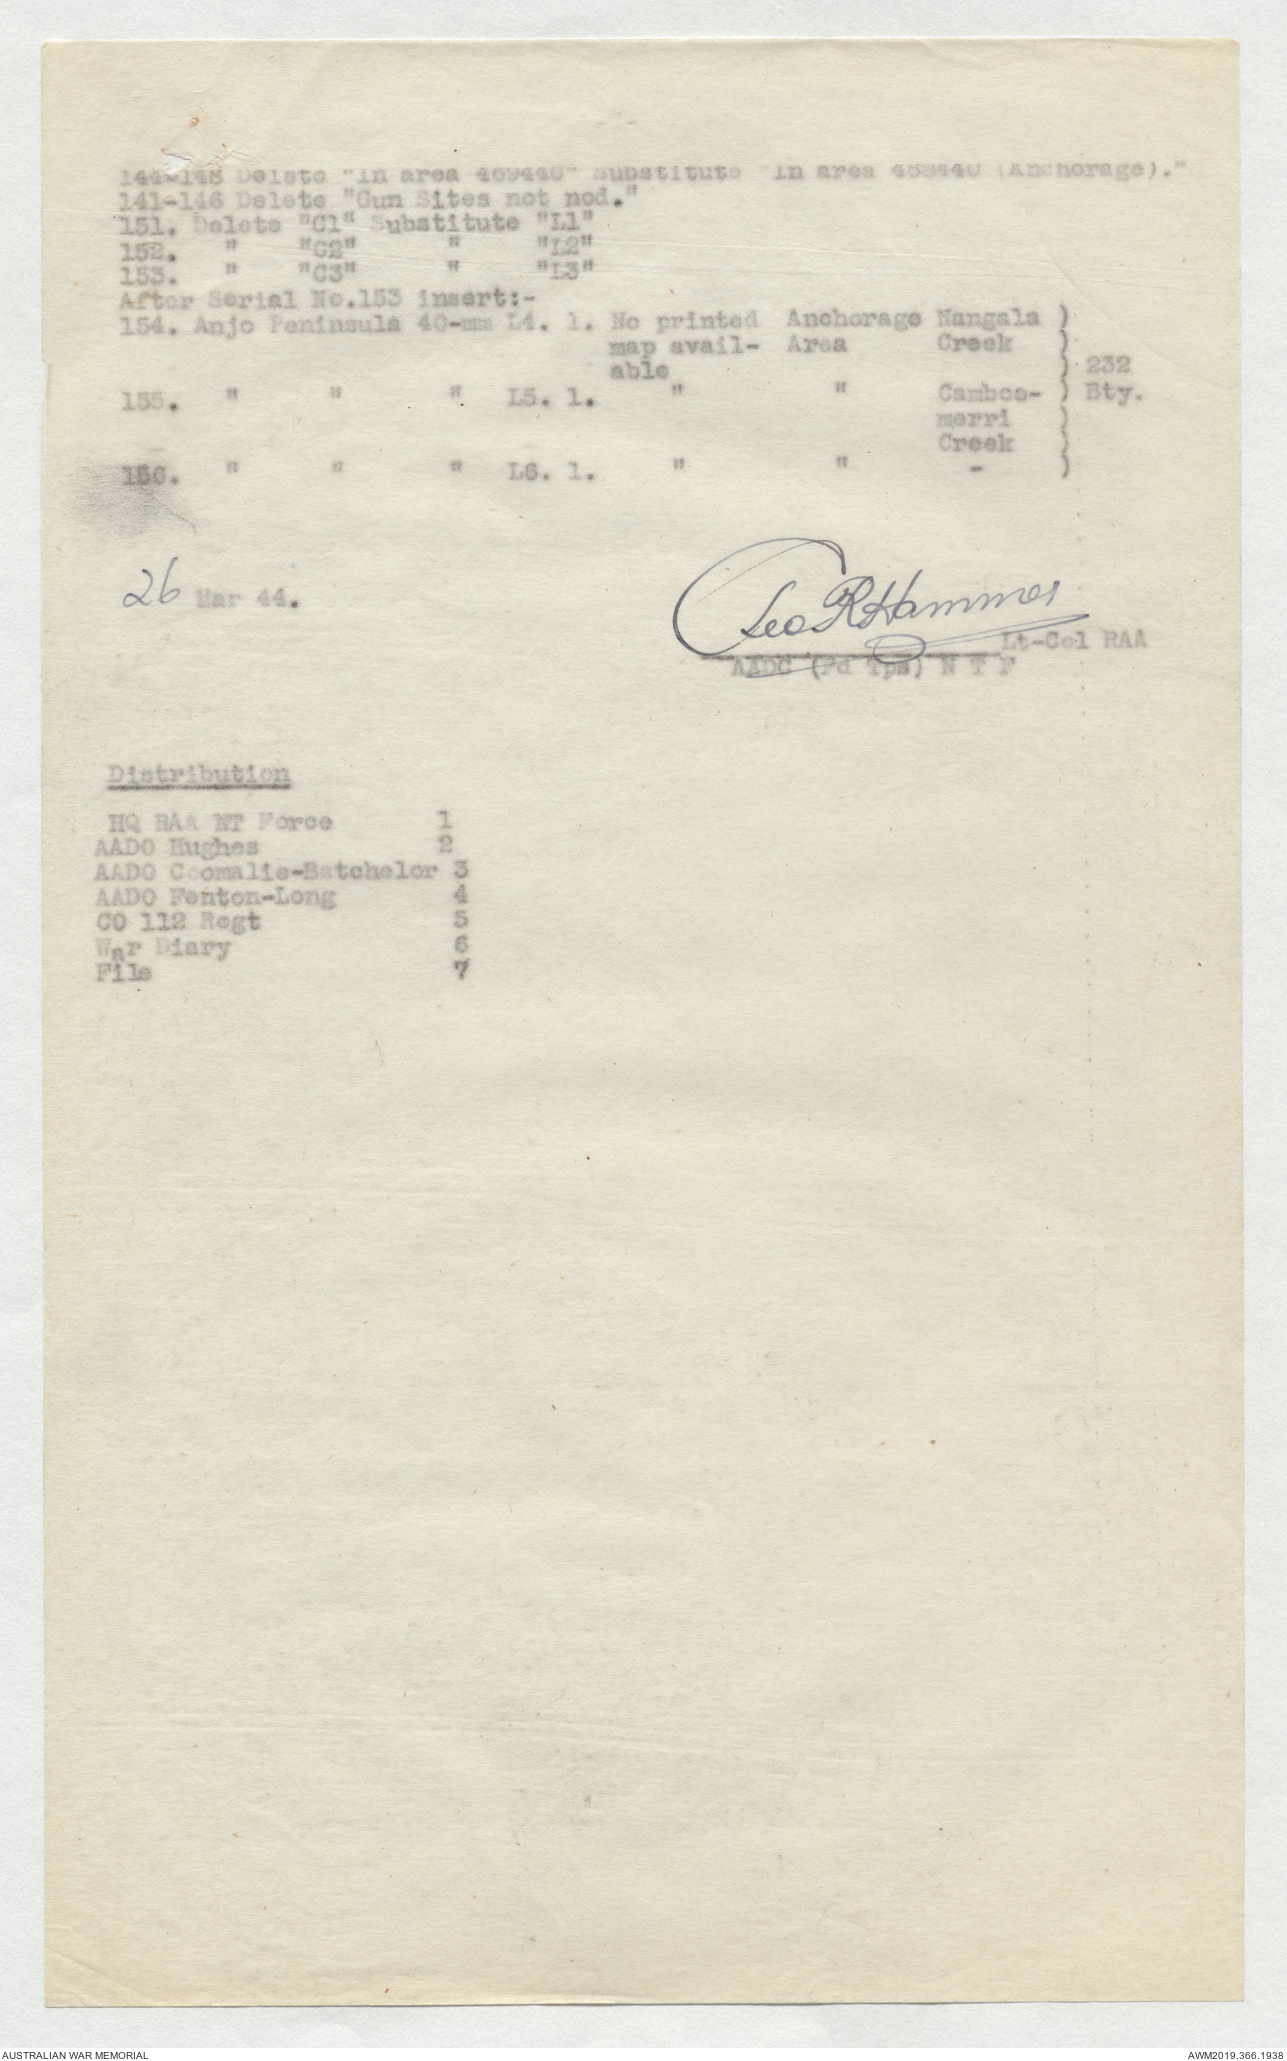 144-148 Delete "In area 469440" Substitute "In area 458440 (Anchorage)."
141-146 Delete "Gun Sites not nod."
151. Delete "C1" Substitute "L1"
152. " "C2" " "L2"
153. " "C3" " "L3"
After Serial No.153 insert:-
154. Anjo Peninsula 40-mm L4. 1. No printed Anchorage Nangala )
map avail- Area Creek )
able ) 232
155. " " " L5. 1. " " Camboo- ) Bty.
merri )
Creek )
156. " " " L6. 1. " " - )
26 Mar 44.
Geo R Hammer
Lt-Col RAA
AADC (Fd Tps) N T F
Distribution
HQ RAA NT Force 1
AADO Hughes 2
AADO Coomalie-Batchelor 3
AADO Fenton-Long 4
CO 112 Regt 5
War Diary 6
File 7
AUSTRALIAN WAR MEMORIAL AWM2019.366.1938